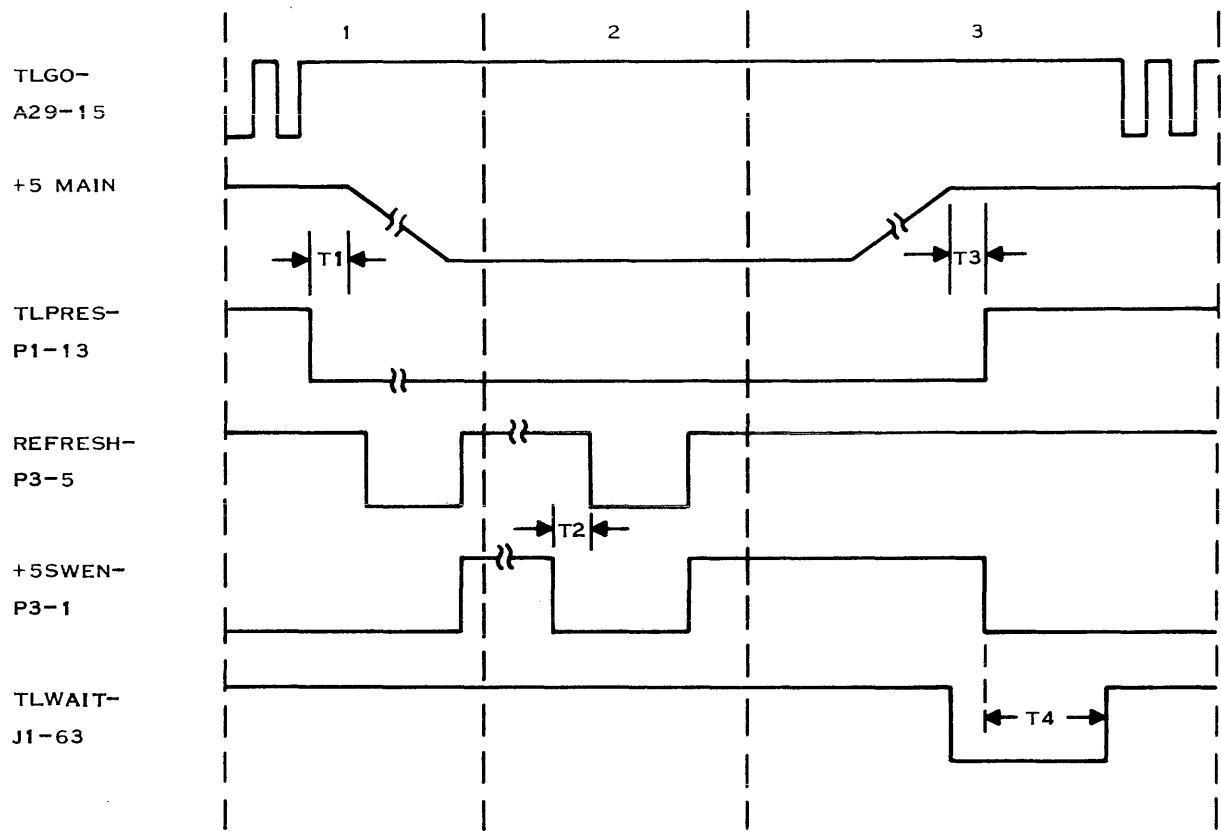 1 2 3
TLGO-
A29-15
+5 MAIN
T1 T3
TLPRES-
P1-13
REFRESH-
P3-5
T2
+5SWEN-
P3-1
TLWAIT-
J1-63
T4